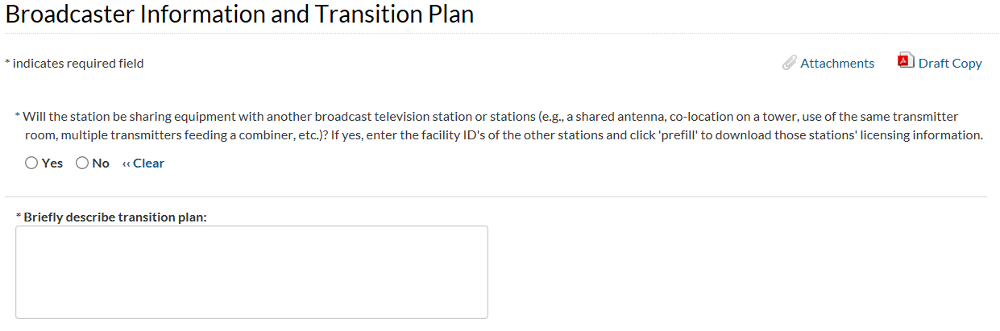 Broadcaster Information and Transition Plan
* indicates required field
Attachments
Draft Copy
* Will the station be sharing equipment with another broadcast television station or stations (e.g., a shared antenna, co-location on a tower, use of the same transmitter
room, multiple transmitters feeding a combiner, etc.)? If yes, enter the facility ID's of the other stations and click 'prefill' to download those stations' licensing information.
Yes No ‹‹ Clear
* Briefly describe transition plan: